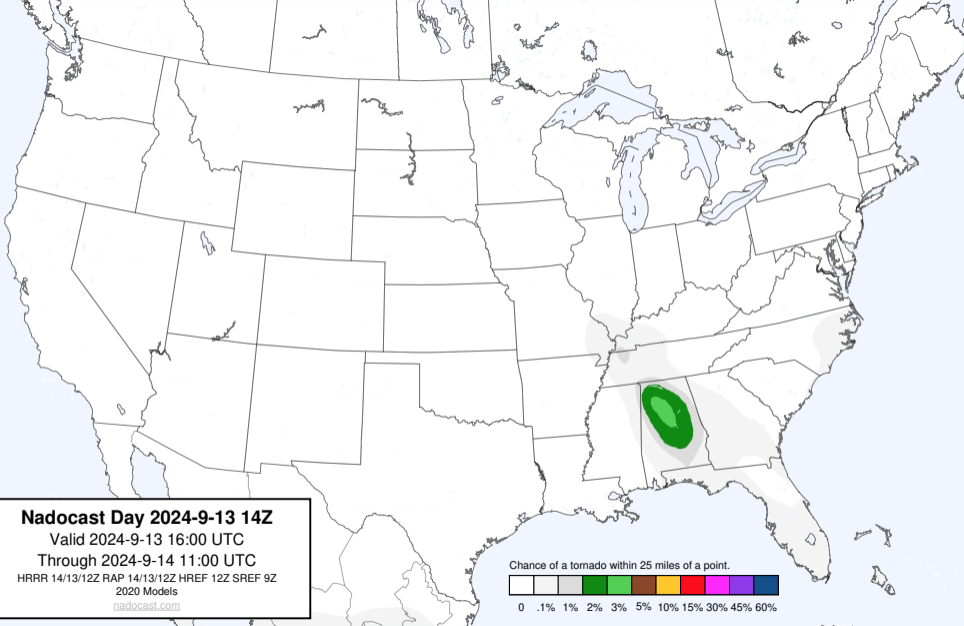 Nadocast Day 2024-9-13 14Z
Valid 2024-9-13 16:00 UTC
Through 2024-9-14 11:00 UTC
HRRR 14/13/12Z RAP 14/13/12Z HREF 12Z SREF 9Z
2020 Models
nadocast.com
Chance of a tornado within 25 miles of a point.
0 .1% 1% 2% 3% 5% 10% 15% 30% 45% 60%